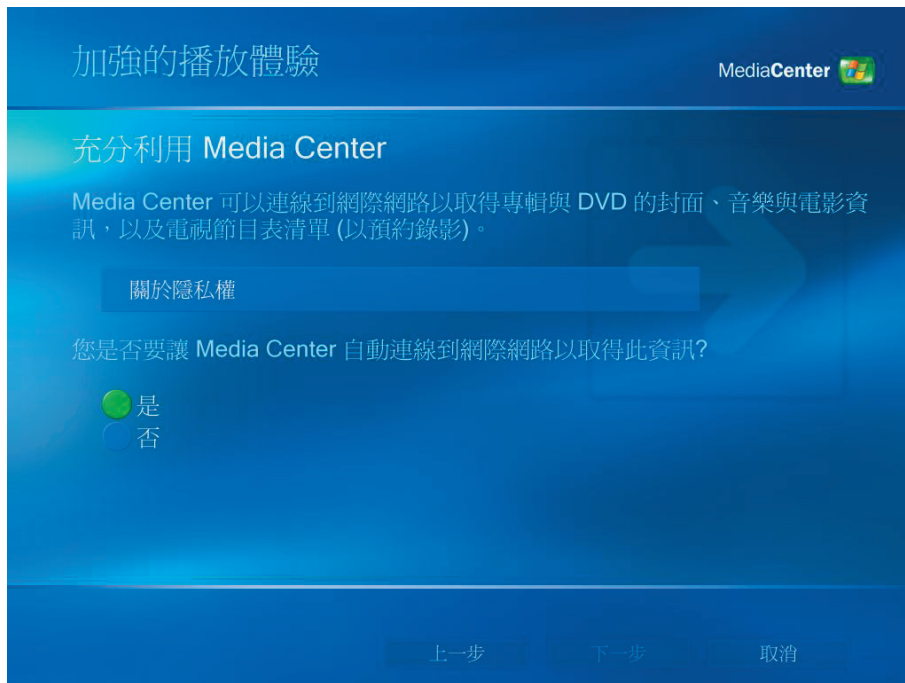 加強的播放體驗
MediaCenter
充分利用 Media Center
Media Center 可以連線到網際網路以取得專輯與 DVD 的封面、音樂與電影資
訊，以及電視節目表清單 (以預約錄影)。
關於隱私權
您是否要讓 Media Center 自動連線到網際網路以取得此資訊?
是
否
上一步
下一步
取消